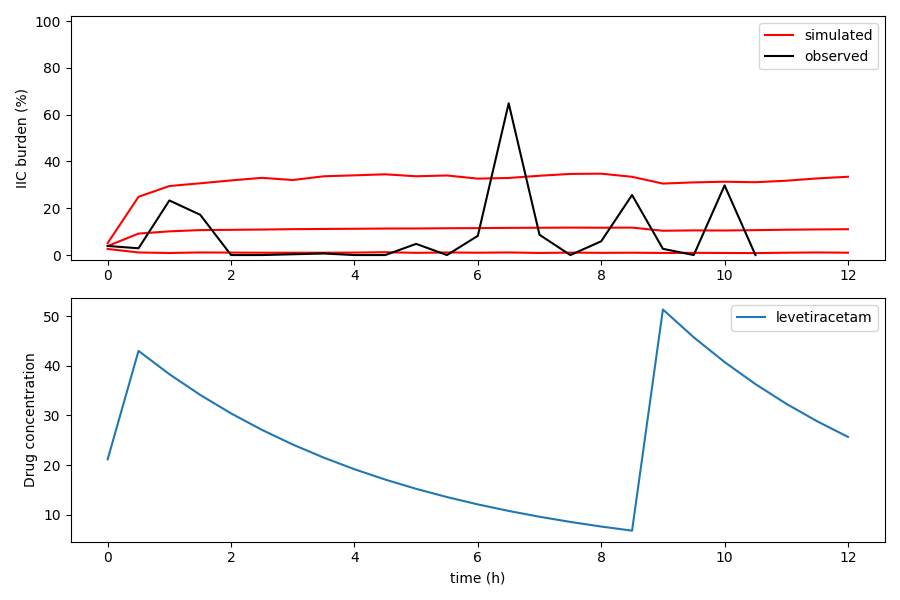 100
80
60
40
20
0
IIC burden (%)
simulated
observed
0 2 4 6 8 10 12
50
40
30
20
10
Drug concentration
levetiracetam
0 2 4 6 8 10 12
time (h)